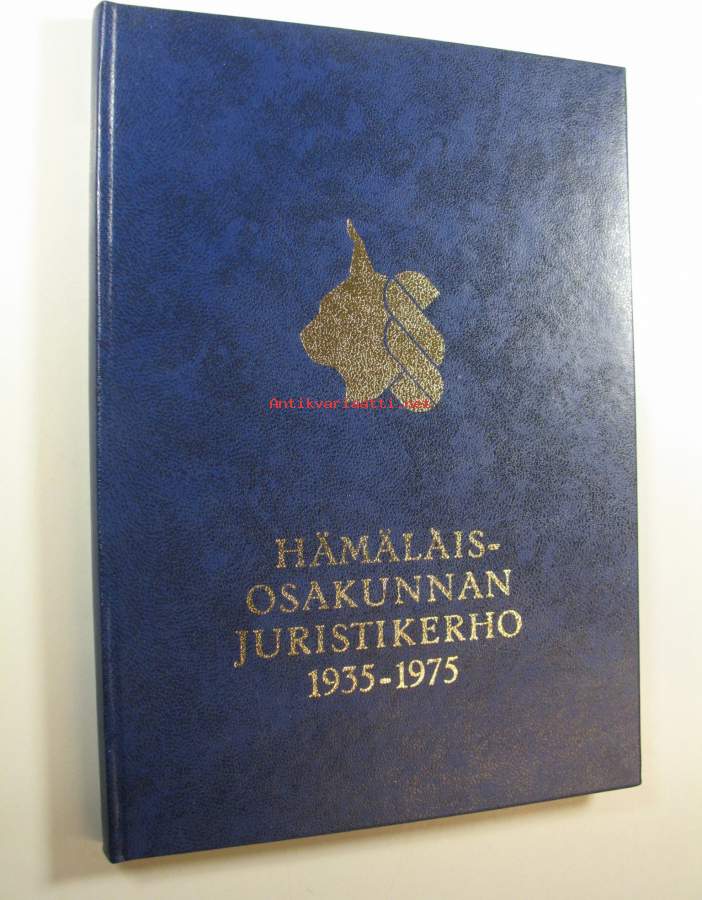 Antikvariaatti.net
HÄMÄLÄIS-
OSAKUNNAN
JURISTIKERHO
1935-1975